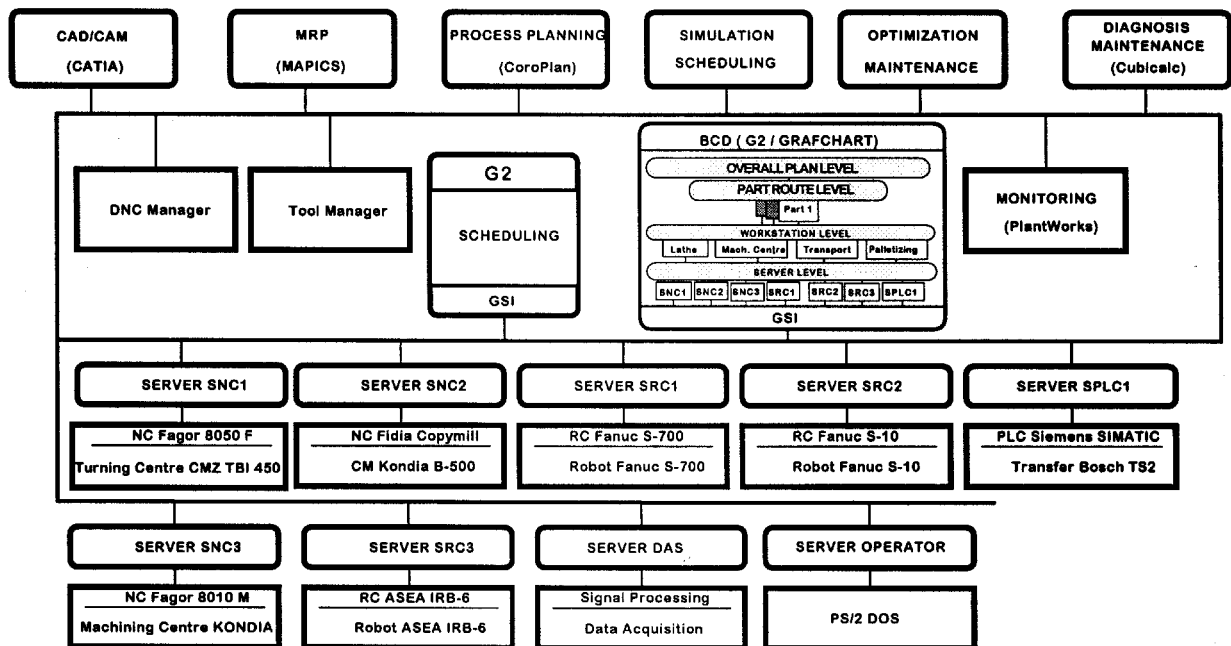 CAD/CAM
(CATIA)
MRP
(MAPICS)
PROCESS PLANNING
(CoroPlan)
SIMULATION
SCHEDULING
OPTIMIZATION
MAINTENANCE
DIAGNOSIS
MAINTENANCE
(Cubicalc)
DNC Manager
Tool Manager
G2
SCHEDULING
GSI
BCD ( G2 / GRAFCHART)
OVERALL PLAN LEVEL
PART ROUTE LEVEL
Part 1
WORKSTATION LEVEL
Lathe
Mach. Centre
Transport
Palletizing
SERVER LEVEL
SNC1
SNC2
SNC3
SRC1
SRC2
SRC3
SPLC1
GSI
MONITORING
(PlantWorks)
SERVER SNC1
SERVER SNC2
SERVER SRC1
SERVER SRC2
SERVER SPLC1
NC Fagor 8050 F
Turning Centre CMZ TBI 450
NC Fidia Copymill
CM Kondia B-500
RC Fanuc S-700
Robot Fanuc S-700
RC Fanuc S-10
Robot Fanuc S-10
PLC Siemens SIMATIC
Transfer Bosch TS2
SERVER SNC3
SERVER SRC3
SERVER DAS
SERVER OPERATOR
NC Fagor 8010 M
Machining Centre KONDIA
RC ASEA IRB-6
Robot ASEA IRB-6
Signal Processing
Data Acquisition
PS/2 DOS